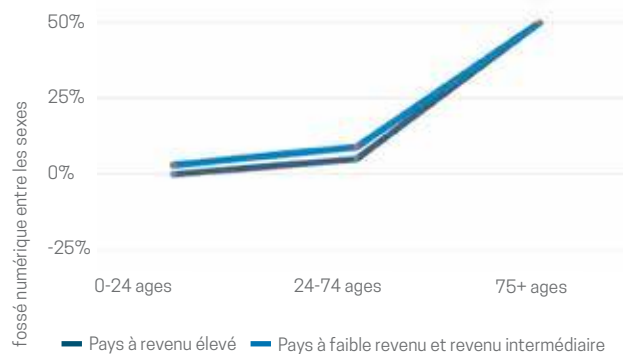 50%
25%
0%
-25%
fossé numérique entre les sexes
0-24 ages
24-74 ages
75+ ages
Pays à revenu élevé
Pays à faible revenu et revenu intermédiaire